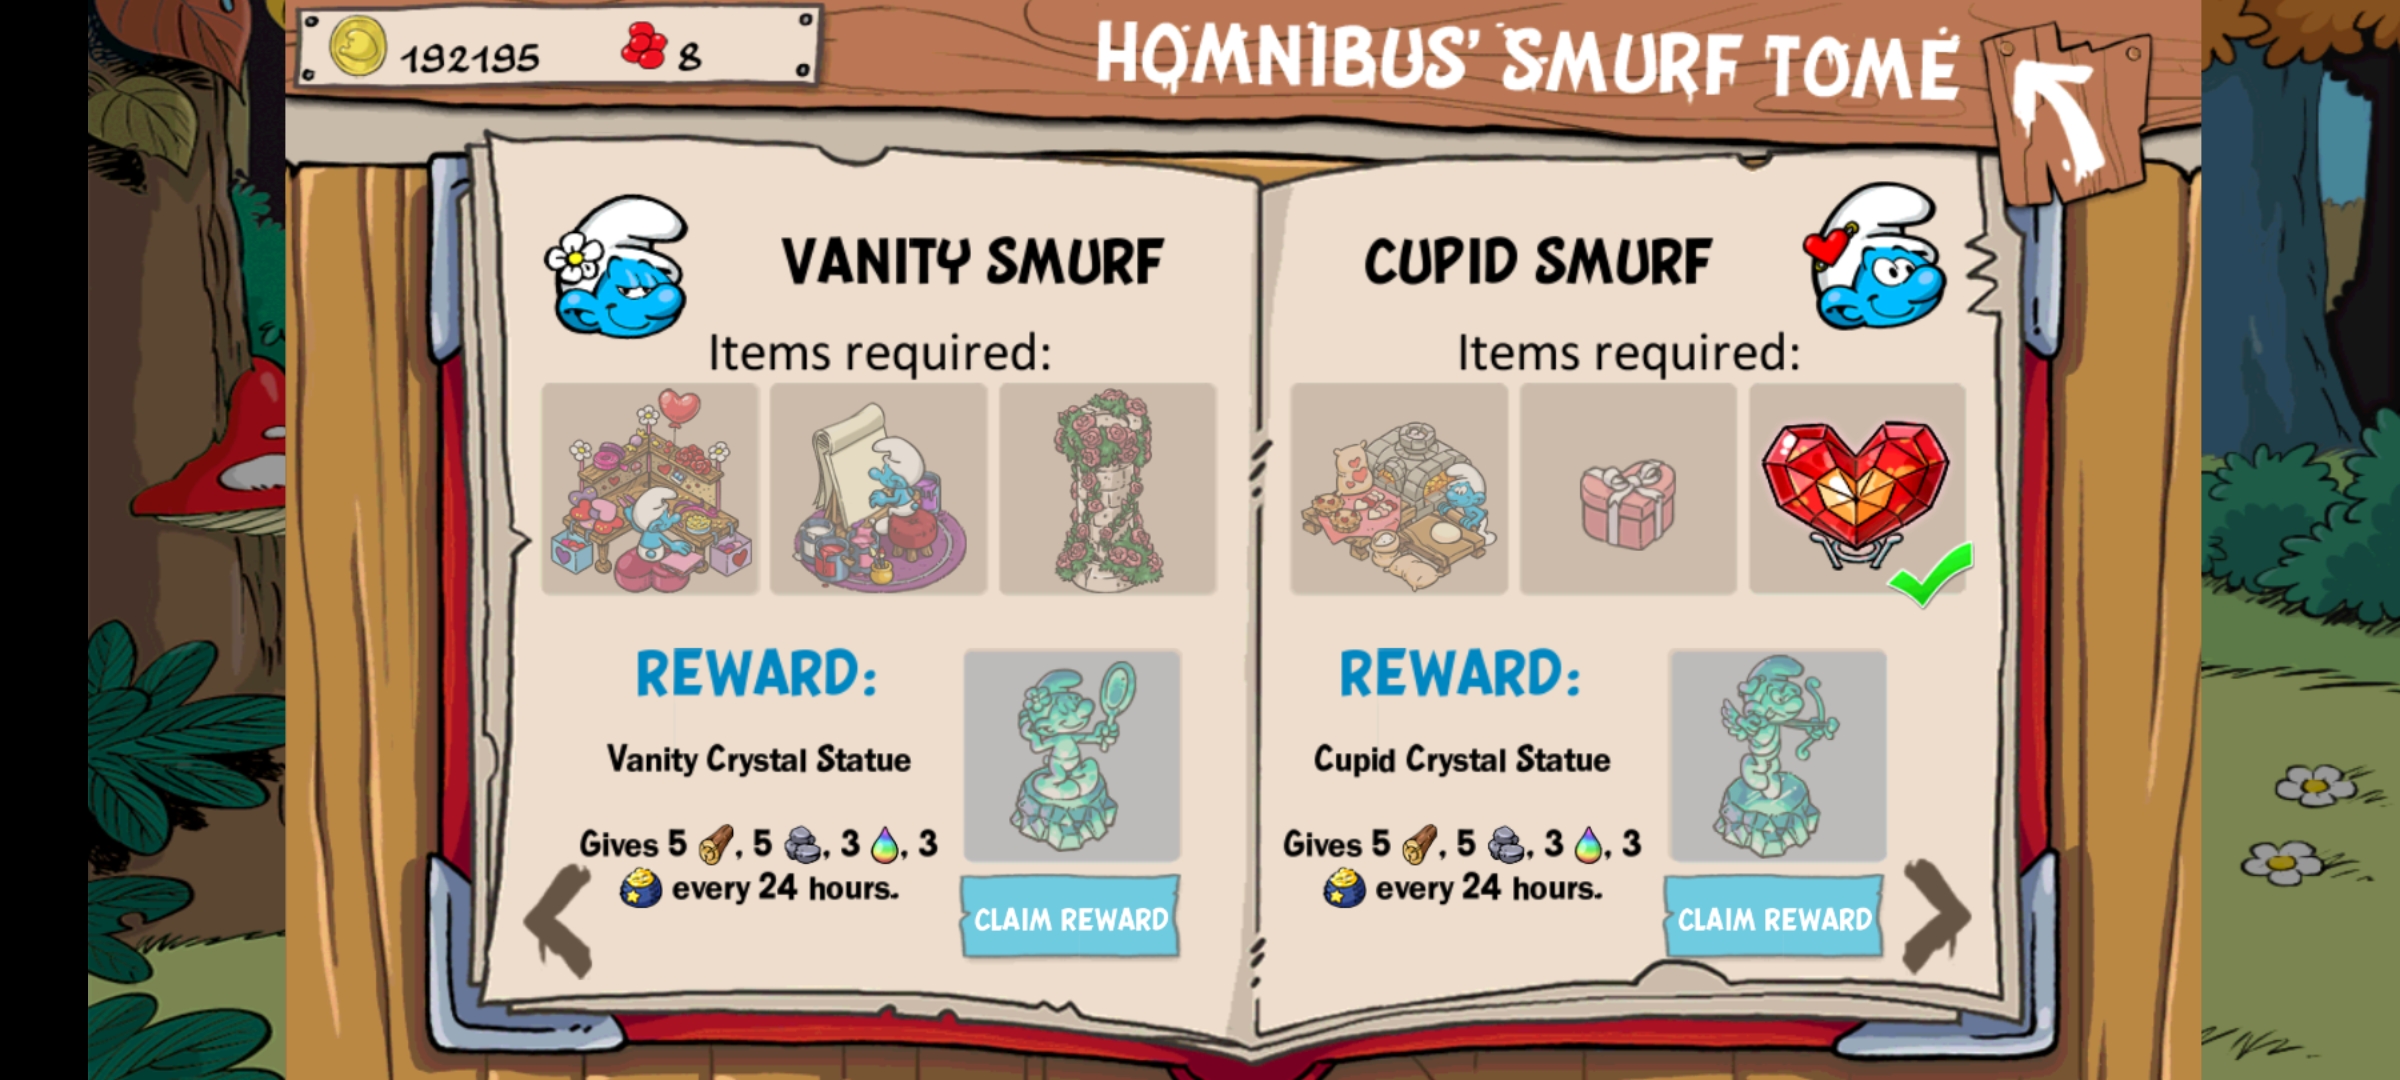 192195 8
HOMNIBUS' SMURF TOME
VANITY SMURF
Items required:
REWARD:
Vanity Crystal Statue
Gives 5 , 5 , 3 , 3
every 24 hours.
CLAIM REWARD
CUPID SMURF
Items required:
REWARD:
Cupid Crystal Statue
Gives 5 , 5 , 3 , 3
every 24 hours.
CLAIM REWARD